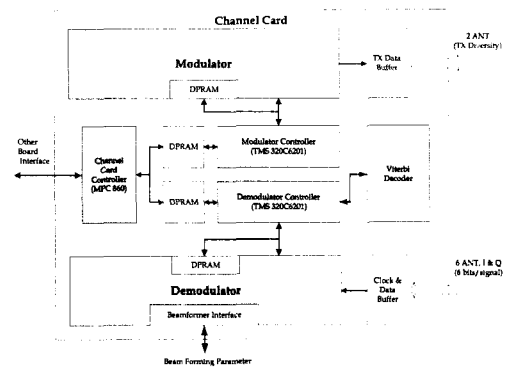 Channel Card
Modulator
DPRAM
TX Data
Buffer
2 ANT
(TX Diversity)
Other
Board
Interface
Channel
Card
Controller
(MPC 860)
DPRAM
Modulator Controller
(TMS 320C6201)
Viterbi
Decoder
DPRAM
Demodulator Controller
(TMS 320C6201)
DPRAM
Demodulator
Beamformer Interface
Clock &
Data
Buffer
6 ANT, I & Q
(6 bits/signal)
Beam Forming Parameter